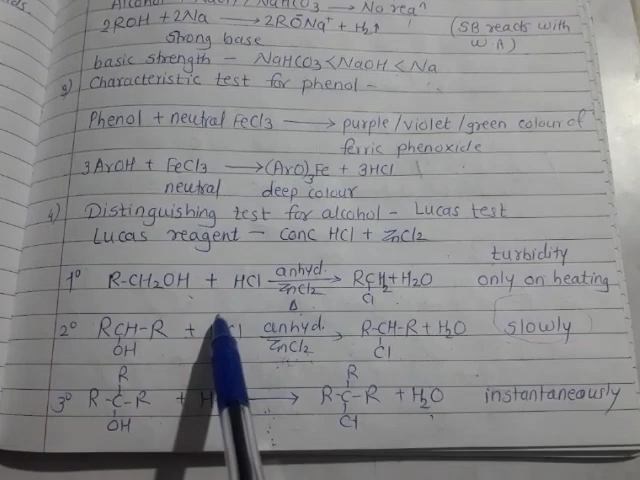 Alcohol + NaOH / NaHCO3 → No reaⁿ
2ROH + 2Na → 2RŌNa⁺ + H2↑ (SB reacts with
strong base W.A)
basic strength - NaHCO3 < NaOH < Na
3) Characteristic test for phenol -
Phenol + neutral FeCl3 → purple/violet/green colour of
ferric phenoxide
3ArOH + FeCl3 → (ArO)3Fe + 3HCl
neutral deep colour
4) Distinguishing test for alcohol - Lucas test
Lucas reagent - conc HCl + ZnCl2
turbidity
1° R-CH2OH + HCl anhyd. ZnCl2 Δ → RCH2 + H2O only on heating
Cl
2° RCH-R + Cl anhyd. ZnCl2 → R-CH-R + H2O slowly
OH Cl
R R
3° R-C-R + H → R-C-R + H2O instantaneously
OH Cl